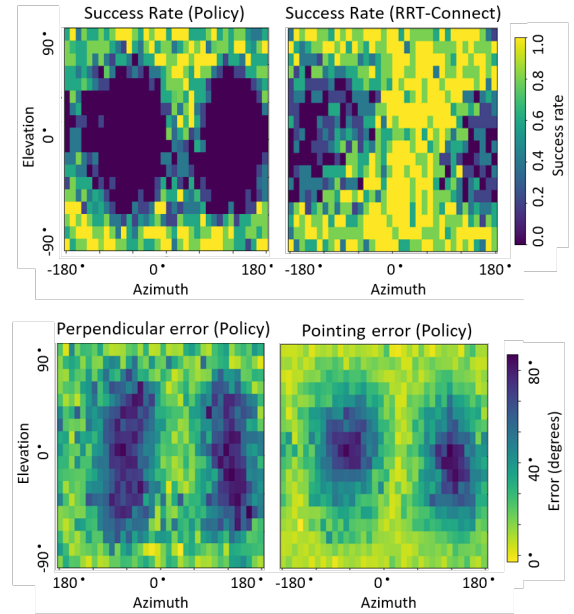 Success Rate (Policy)
Success Rate (RRT-Connect)
90°
0°
-90°
Elevation
-180°
0°
180°
Azimuth
-180°
0°
180°
Azimuth
1.0
0.8
0.6
0.4
0.2
0.0
Success rate
Perpendicular error (Policy)
Pointing error (Policy)
90°
0°
-90°
Elevation
-180°
0°
180°
Azimuth
-180°
0°
180°
Azimuth
80°
40°
0°
Error (degrees)